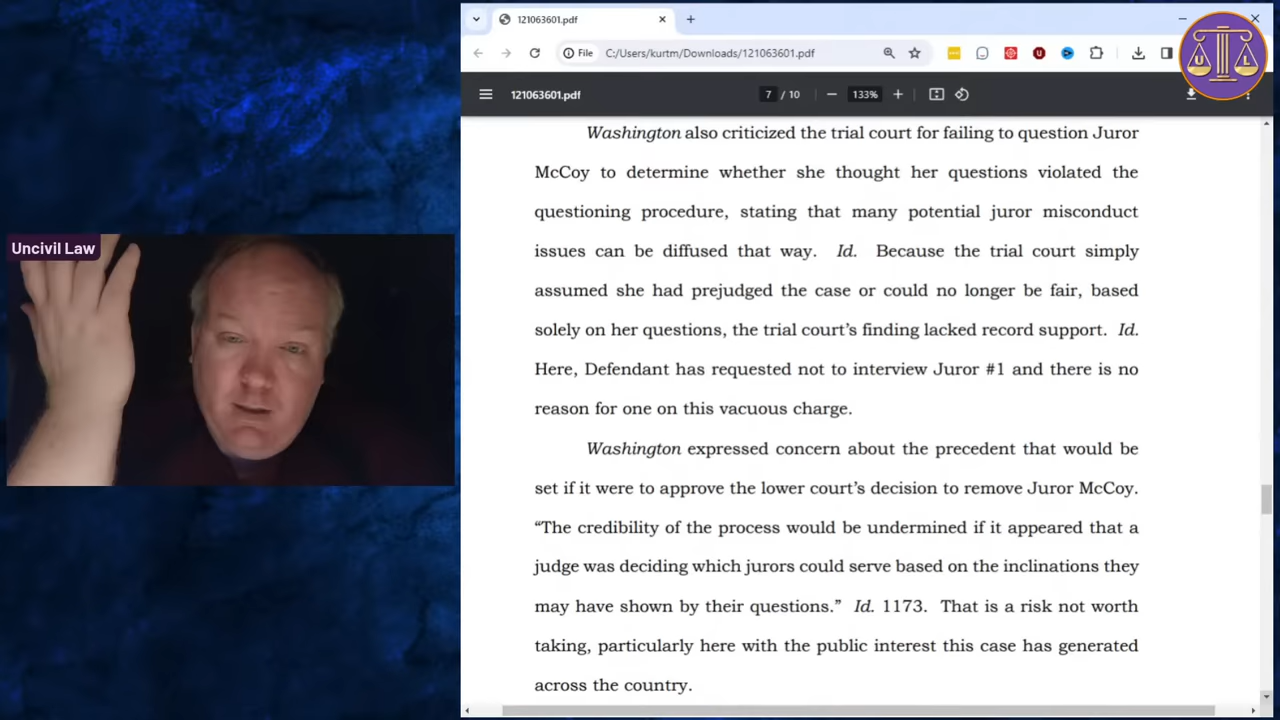 121063601.pdf
File
C:/Users/kurtm/Downloads/121063601.pdf
U L
121063601.pdf
7 / 10
133%
Washington also criticized the trial court for failing to question Juror
McCoy to determine whether she thought her questions violated the
questioning procedure, stating that many potential juror misconduct
issues can be diffused that way. Id. Because the trial court simply
assumed she had prejudged the case or could no longer be fair, based
solely on her questions, the trial court’s finding lacked record support. Id.
Here, Defendant has requested not to interview Juror #1 and there is no
reason for one on this vacuous charge.
Washington expressed concern about the precedent that would be
set if it were to approve the lower court’s decision to remove Juror McCoy.
“The credibility of the process would be undermined if it appeared that a
judge was deciding which jurors could serve based on the inclinations they
may have shown by their questions.” Id. 1173. That is a risk not worth
taking, particularly here with the public interest this case has generated
across the country.
Uncivil Law